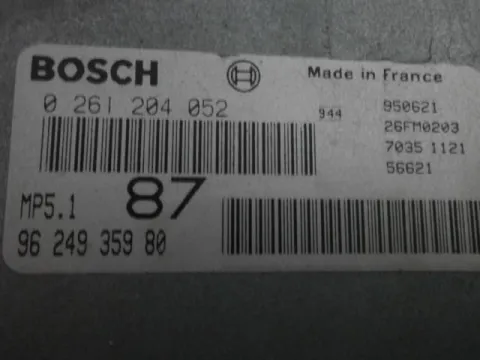 BOSCH
Made in France
0 261 204 052
944
950621
26FM0203
7035 1121
56621
MP5.1
87
96 249 359 80